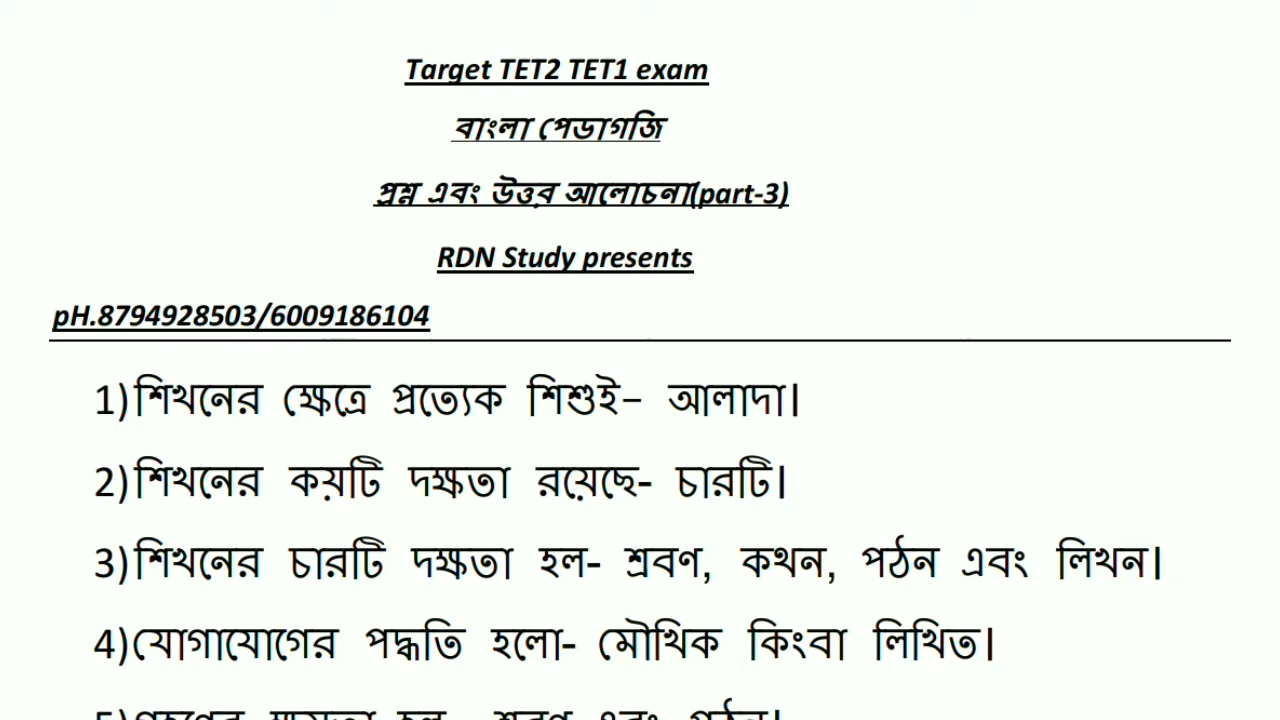 Target TET2 TET1 exam
বাংলা পেডাগজি
প্রশ্ন এবং উত্তর আলোচনা(part-3)
RDN Study presents
pH.8794928503/6009186104
1)শিখনের ক্ষেত্রে প্রত্যেক শিশুই– আলাদা।
2)শিখনের কয়টি দক্ষতা রয়েছে- চারটি।
3)শিখনের চারটি দক্ষতা হল- শ্রবণ, কথন, পঠন এবং লিখন।
4)যোগাযোগের পদ্ধতি হলো- মৌখিক কিংবা লিখিত।